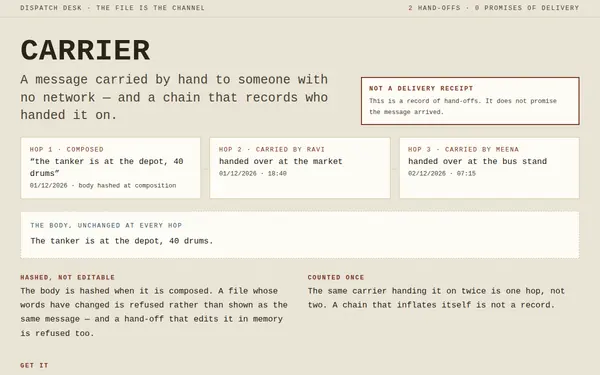 DISPATCH DESK · THE FILE IS THE CHANNEL
2 HAND-OFFS · 0 PROMISES OF DELIVERY
CARRIER
A message carried by hand to someone with
no network — and a chain that records who
handed it on.
NOT A DELIVERY RECEIPT
This is a record of hand-offs. It does not promise
the message arrived.
HOP 1 · COMPOSED
“the tanker is at the depot, 40
drums”
01/12/2026 · body hashed at composition
HOP 2 · CARRIED BY RAVI
handed over at the market
01/12/2026 · 18:40
HOP 3 · CARRIED BY MEENA
handed over at the bus stand
02/12/2026 · 07:15
THE BODY, UNCHANGED AT EVERY HOP
The tanker is at the depot, 40 drums.
HASHED, NOT EDITABLE
The body is hashed when it is composed. A file whose
words have changed is refused rather than shown as the
same message — and a hand-off that edits it in memory
is refused too.
COUNTED ONCE
The same carrier handing it on twice is one hop, not
two. A chain that inflates itself is not a record.
GET IT